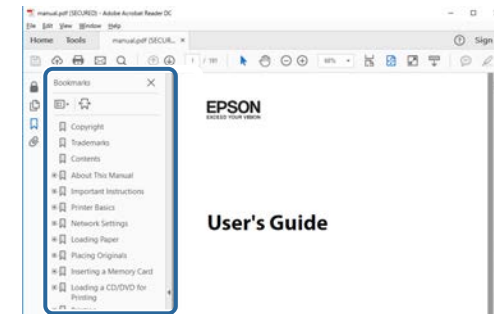 manual.pdf (SECURED) - Adobe Acrobat Reader DC
File Edit View Window Help
Home Tools manual.pdf (SECUR... × Sign
1 / 191
Bookmarks ×
EPSON
EXCEED YOUR VISION
Copyright
Trademarks
Contents
About This Manual
Important Instructions
Printer Basics
Network Settings
Loading Paper
Placing Originals
Inserting a Memory Card
Loading a CD/DVD for
Printing
User's Guide